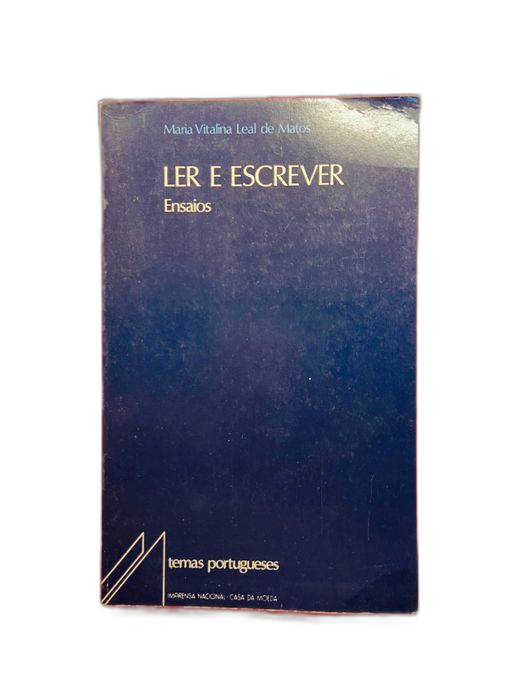 Maria Vitalina Leal de Matos
LER E ESCREVER
Ensaios
temas portugueses
IMPRENSA NACIONAL · CASA DA MOEDA